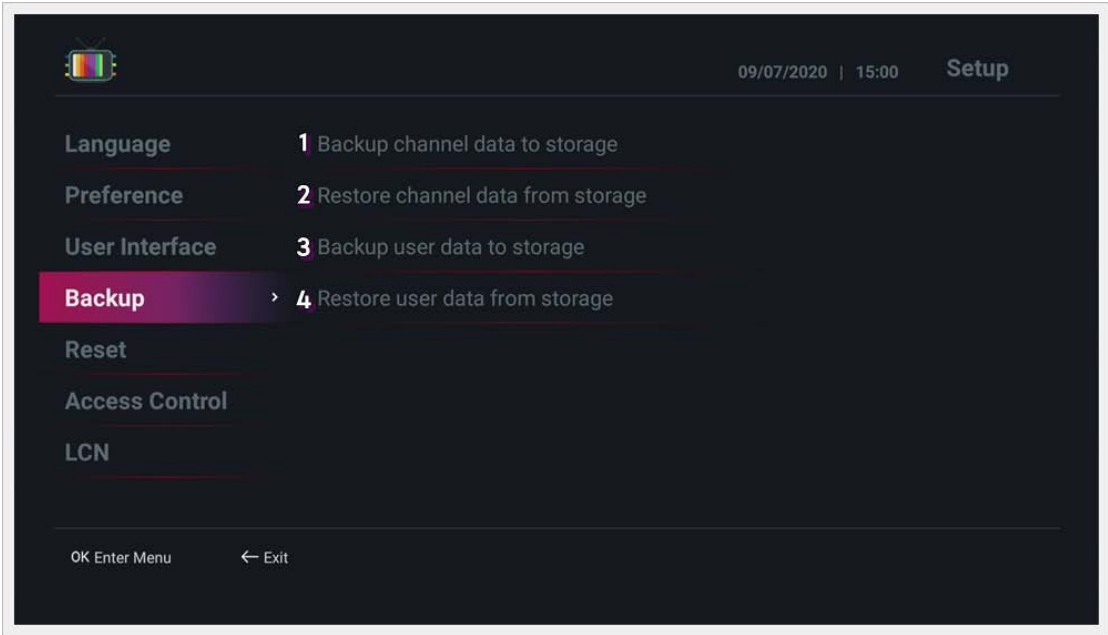 09/07/2020 | 15:00 Setup
Language
Preference
User Interface
Backup ›
Reset
Access Control
LCN
1 Backup channel data to storage
2 Restore channel data from storage
3 Backup user data to storage
4 Restore user data from storage
OK Enter Menu
← Exit